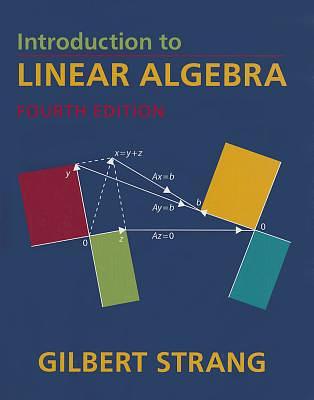 Introduction to
LINEAR ALGEBRA
FOURTH EDITION
x=y+z
y
Ax=b
Ay=b
b
0
z
Az=0
0
GILBERT STRANG